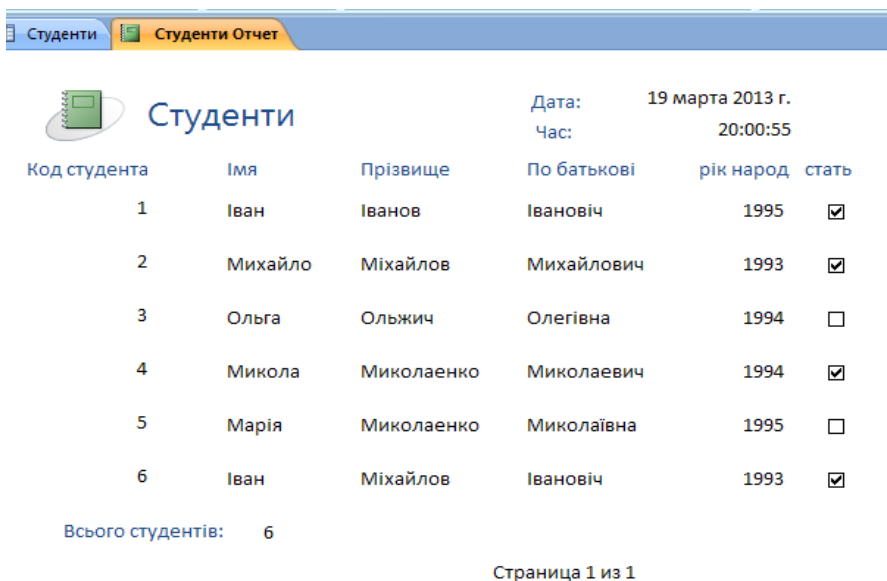 Студенти Студенти Отчет
Студенти
Дата: 19 марта 2013 г.
Час: 20:00:55
Код студента Імя Прізвище По батькові рік народ стать
1 Іван Іванов Івановіч 1995
2 Михайло Міхайлов Михайлович 1993
3 Ольга Ольжич Олегівна 1994
4 Микола Миколаенко Миколаевич 1994
5 Марія Миколаенко Миколаївна 1995
6 Іван Міхайлов Івановіч 1993
Всього студентів: 6
Страница 1 из 1